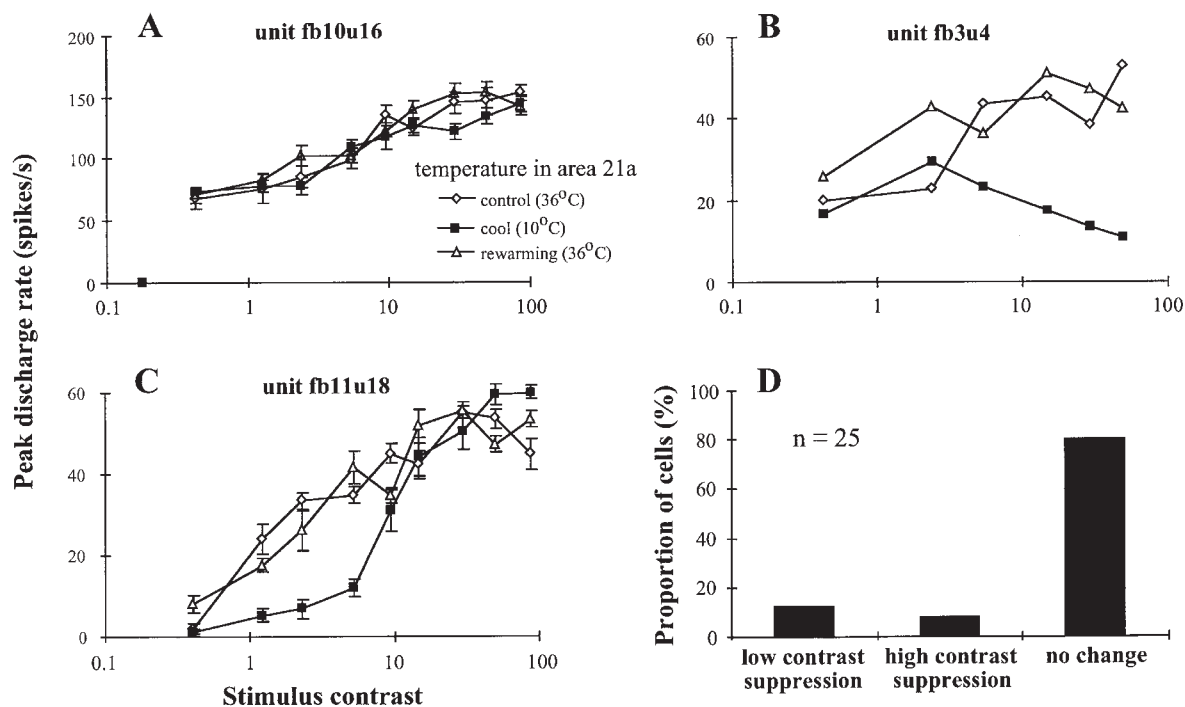 A
unit fb10u16
200
150
100
50
0
0.1
1
10
100
temperature in area 21a
control (36°C)
cool (10°C)
rewarming (36°C)
B
unit fb3u4
60
40
20
0
0.1
1
10
100
Peak discharge rate (spikes/s)
C
unit fb11u18
60
40
20
0
0.1
1
10
100
Stimulus contrast
D
n = 25
Proportion of cells (%)
100
80
60
40
20
0
low contrast
suppression
high contrast
suppression
no change